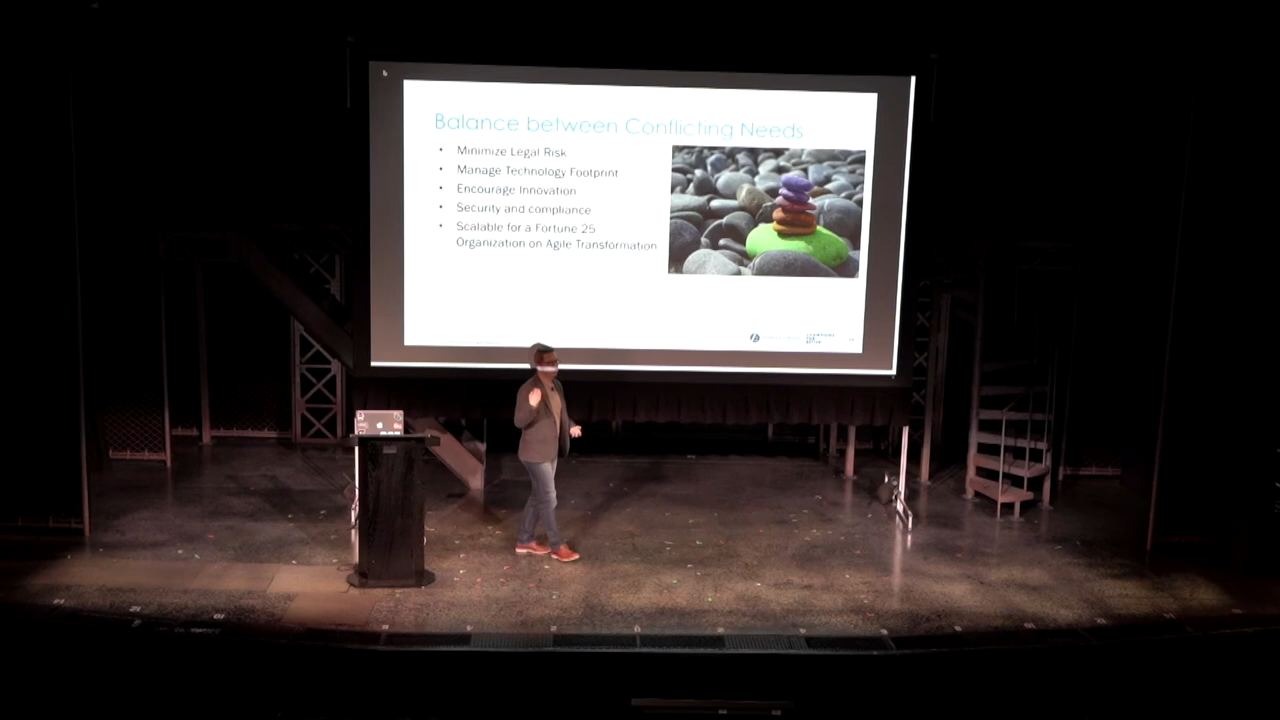 Balance between Conflicting Needs
• Minimize Legal Risk
• Manage Technology Footprint
• Encourage Innovation
• Security and compliance
• Scalable for a Fortune 25
Organization on Agile Transformation